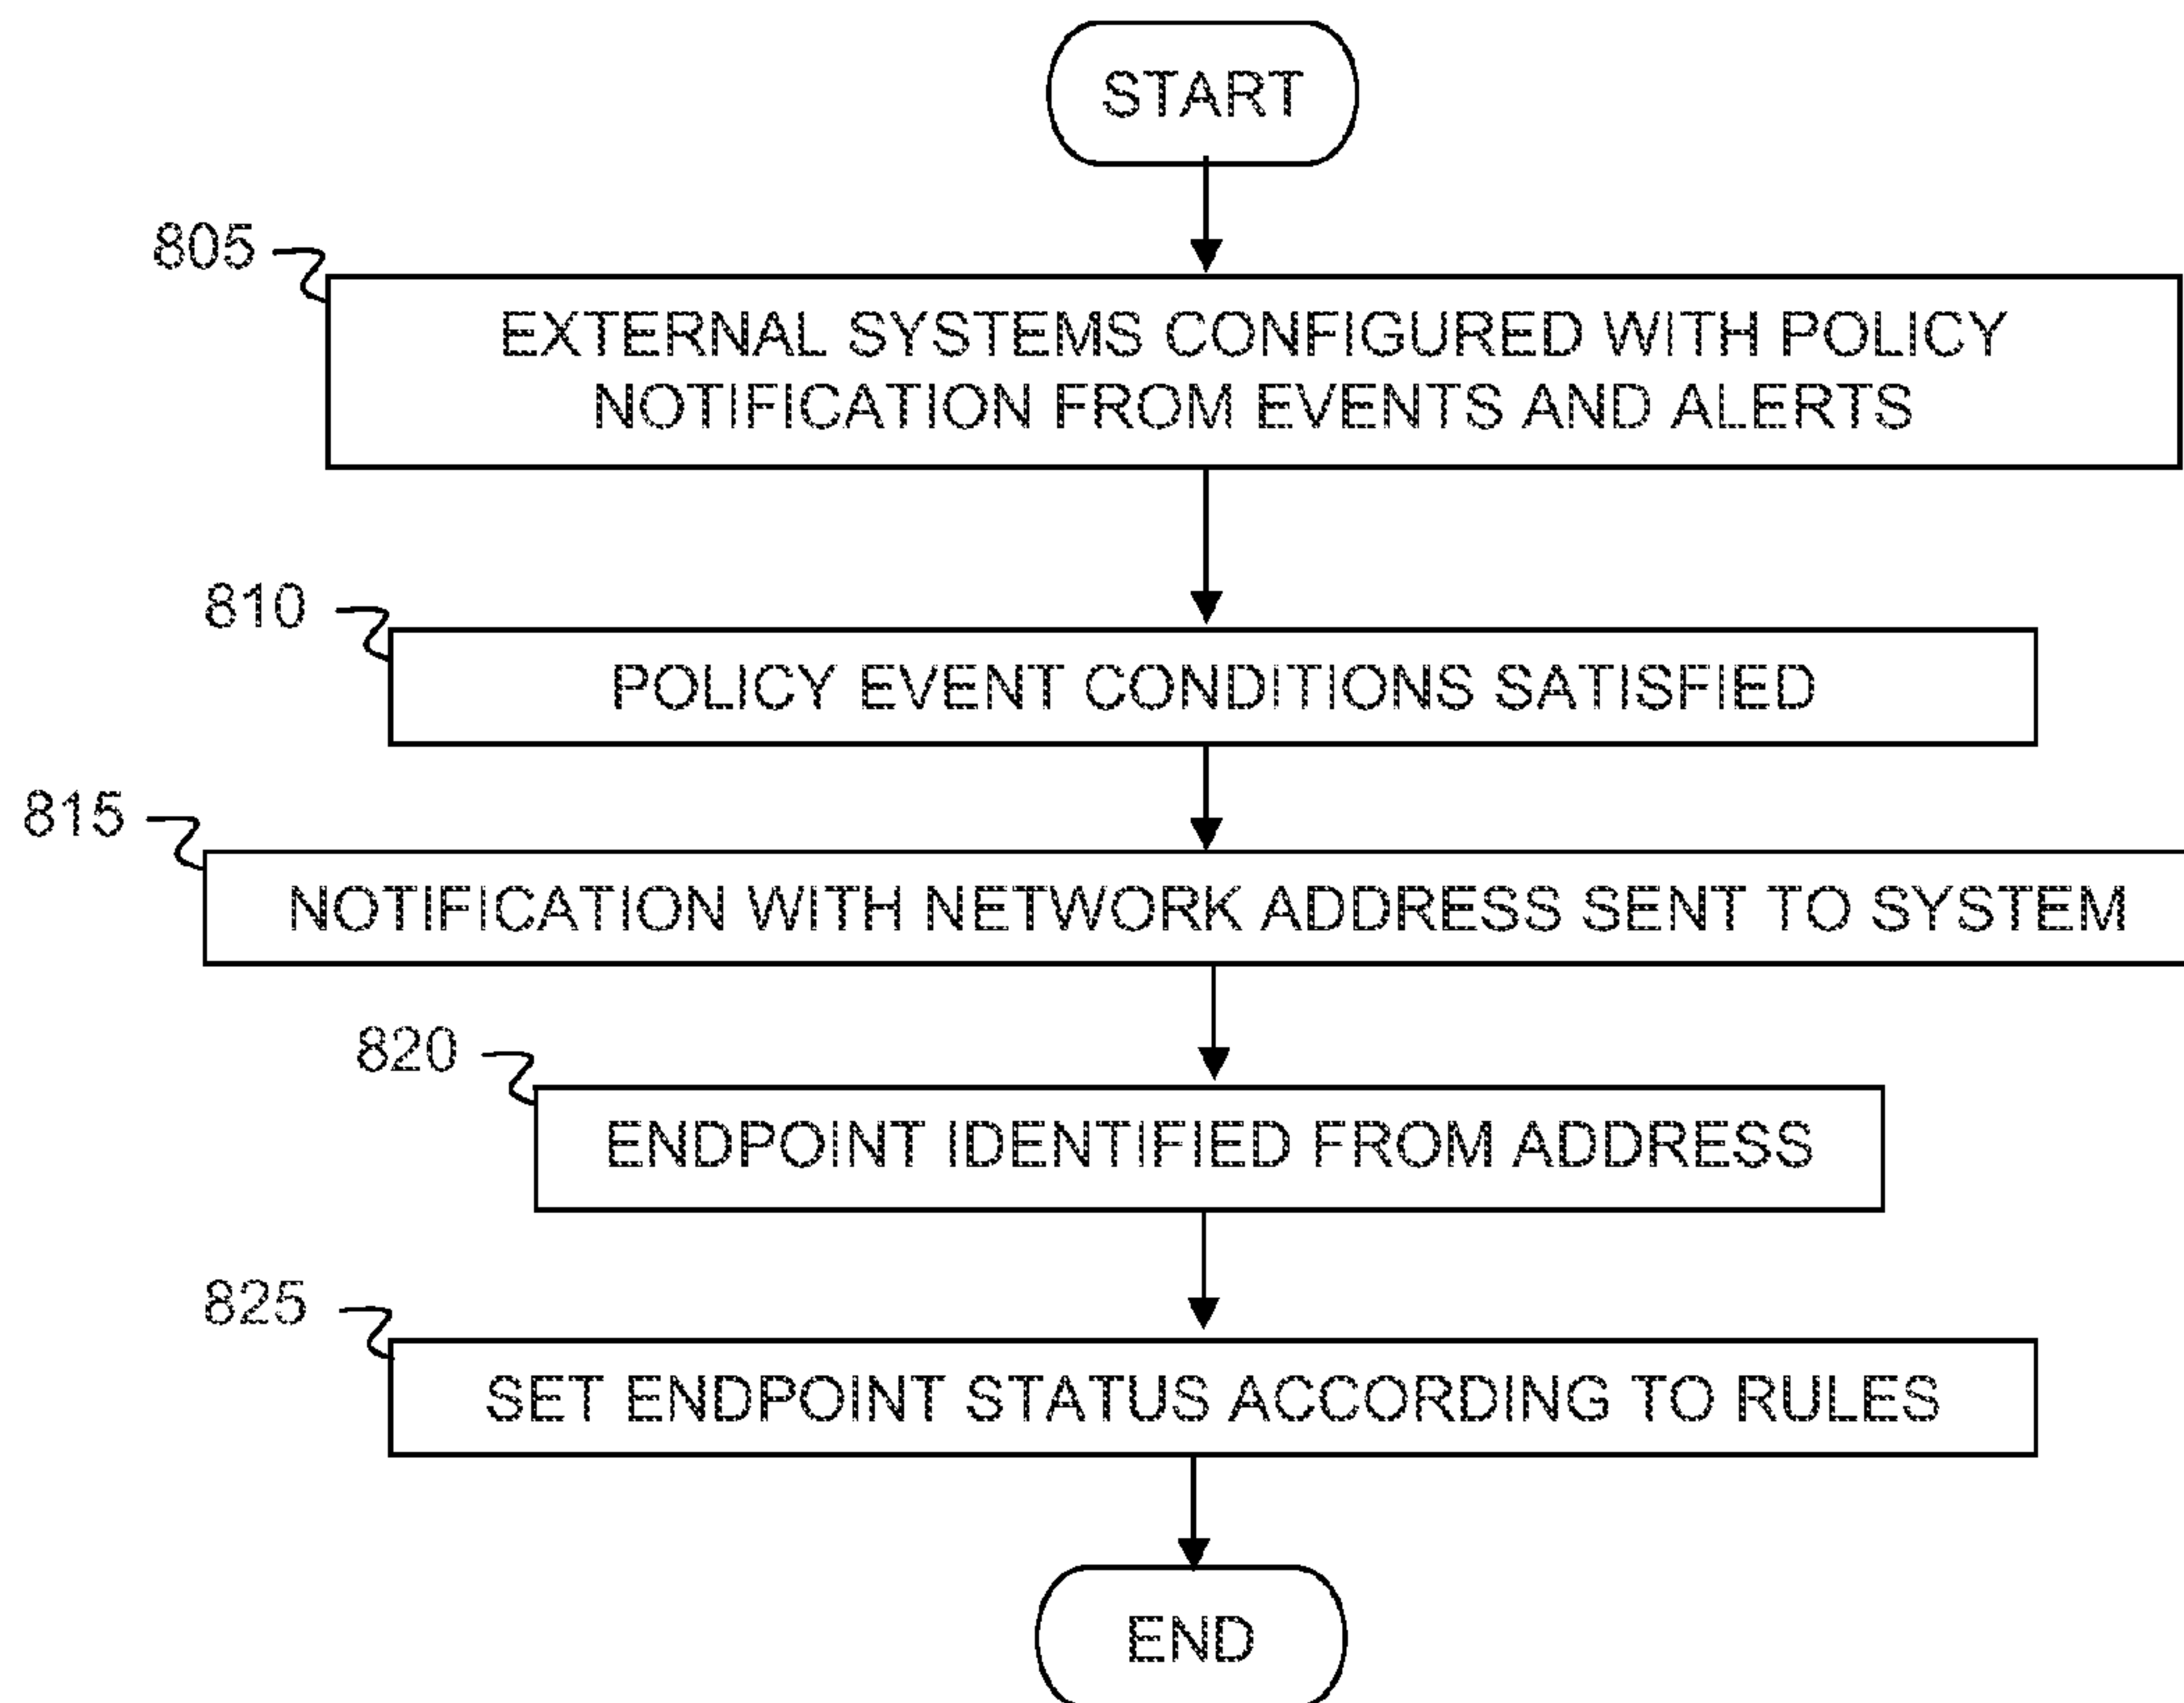 START
805
EXTERNAL SYSTEMS CONFIGURED WITH POLICY
NOTIFICATION FROM EVENTS AND ALERTS
810
POLICY EVENT CONDITIONS SATISFIED
815
NOTIFICATION WITH NETWORK ADDRESS SENT TO SYSTEM
820
ENDPOINT IDENTIFIED FROM ADDRESS
825
SET ENDPOINT STATUS ACCORDING TO RULES
END